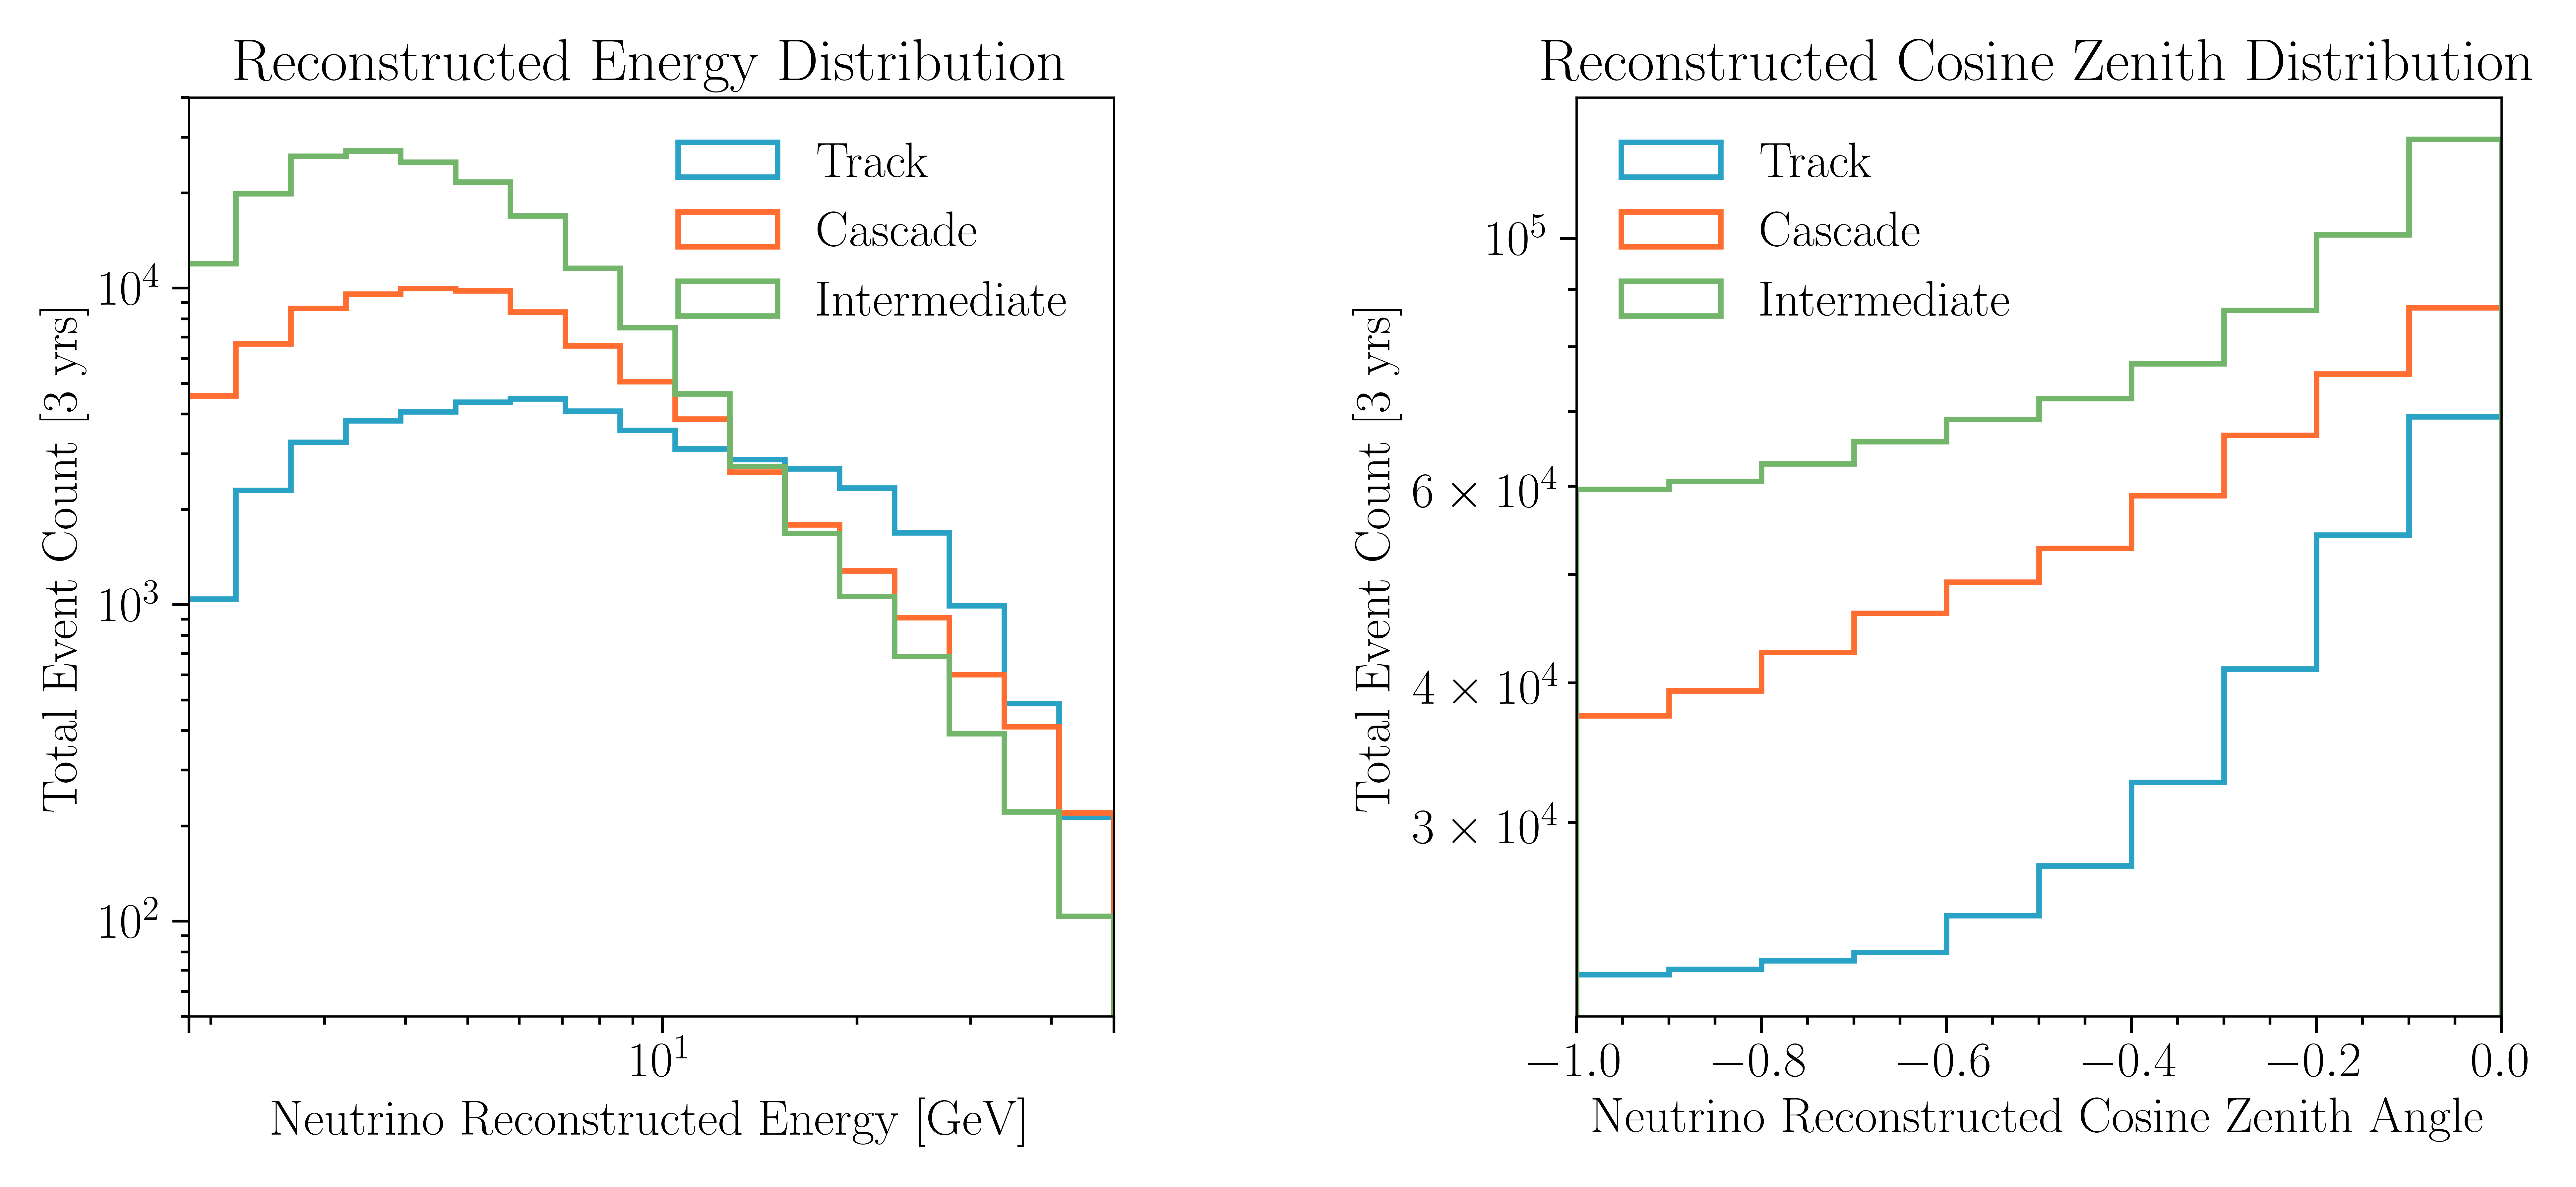 Reconstructed Energy Distribution
Total Event Count [3 yrs]
10^4
10^3
10^2
Track
Cascade
Intermediate
10^1
Neutrino Reconstructed Energy [GeV]
Reconstructed Cosine Zenith Distribution
Total Event Count [3 yrs]
10^5
6 × 10^4
4 × 10^4
3 × 10^4
Track
Cascade
Intermediate
−1.0 −0.8 −0.6 −0.4 −0.2 0.0
Neutrino Reconstructed Cosine Zenith Angle